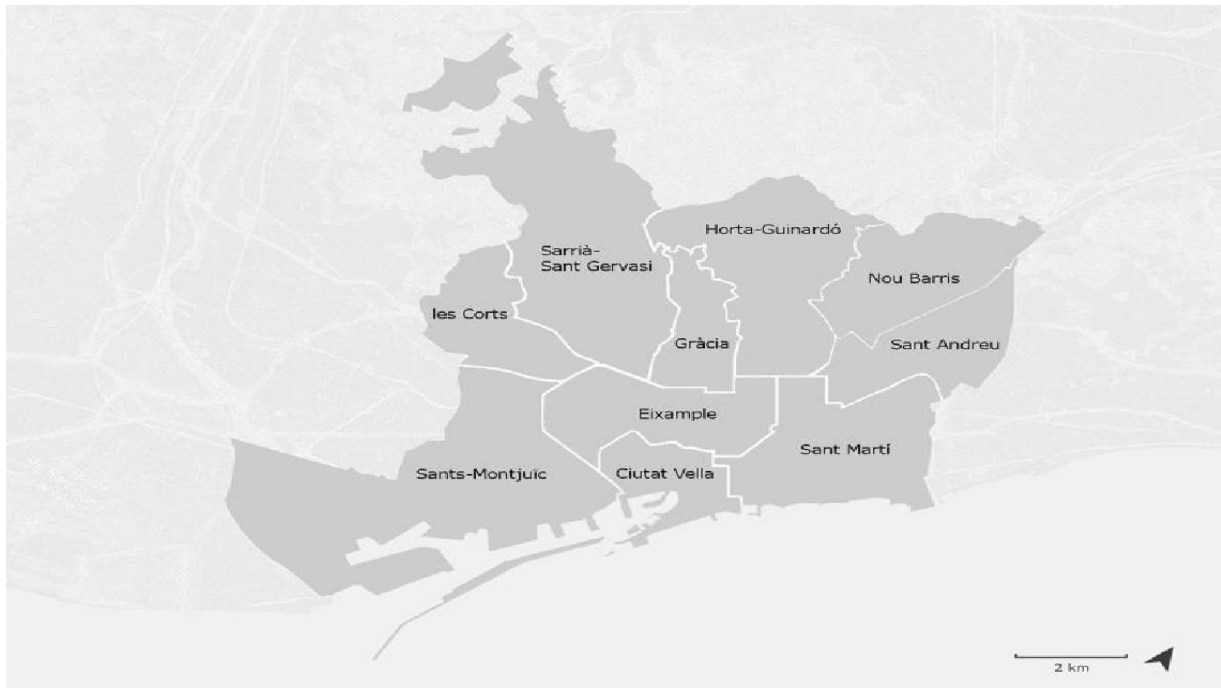 Horta-Guinardó
Sarrià-
Sant Gervasi
Nou Barris
les Corts
Gràcia
Sant Andreu
Eixample
Sant Martí
Sants-Montjuïc
Ciutat Vella
2 km